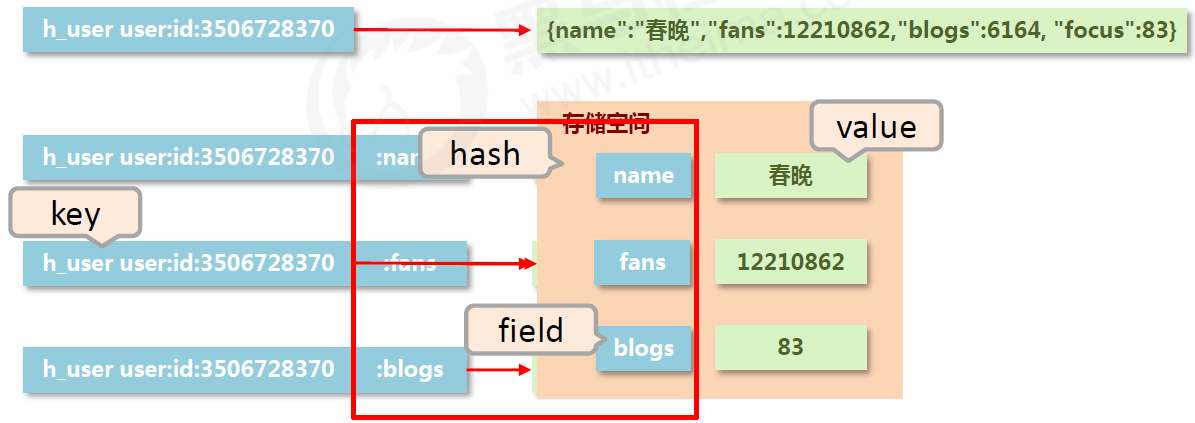 h_user user:id:3506728370
{name":"春晚","fans":12210862,"blogs":6164, "focus":83}
存储空间
value
hash
h_user user:id:3506728370
name
春晚
key
h_user user:id:3506728370 :fans
fans
12210862
field
blogs
83
h_user user:id:3506728370 :blogs